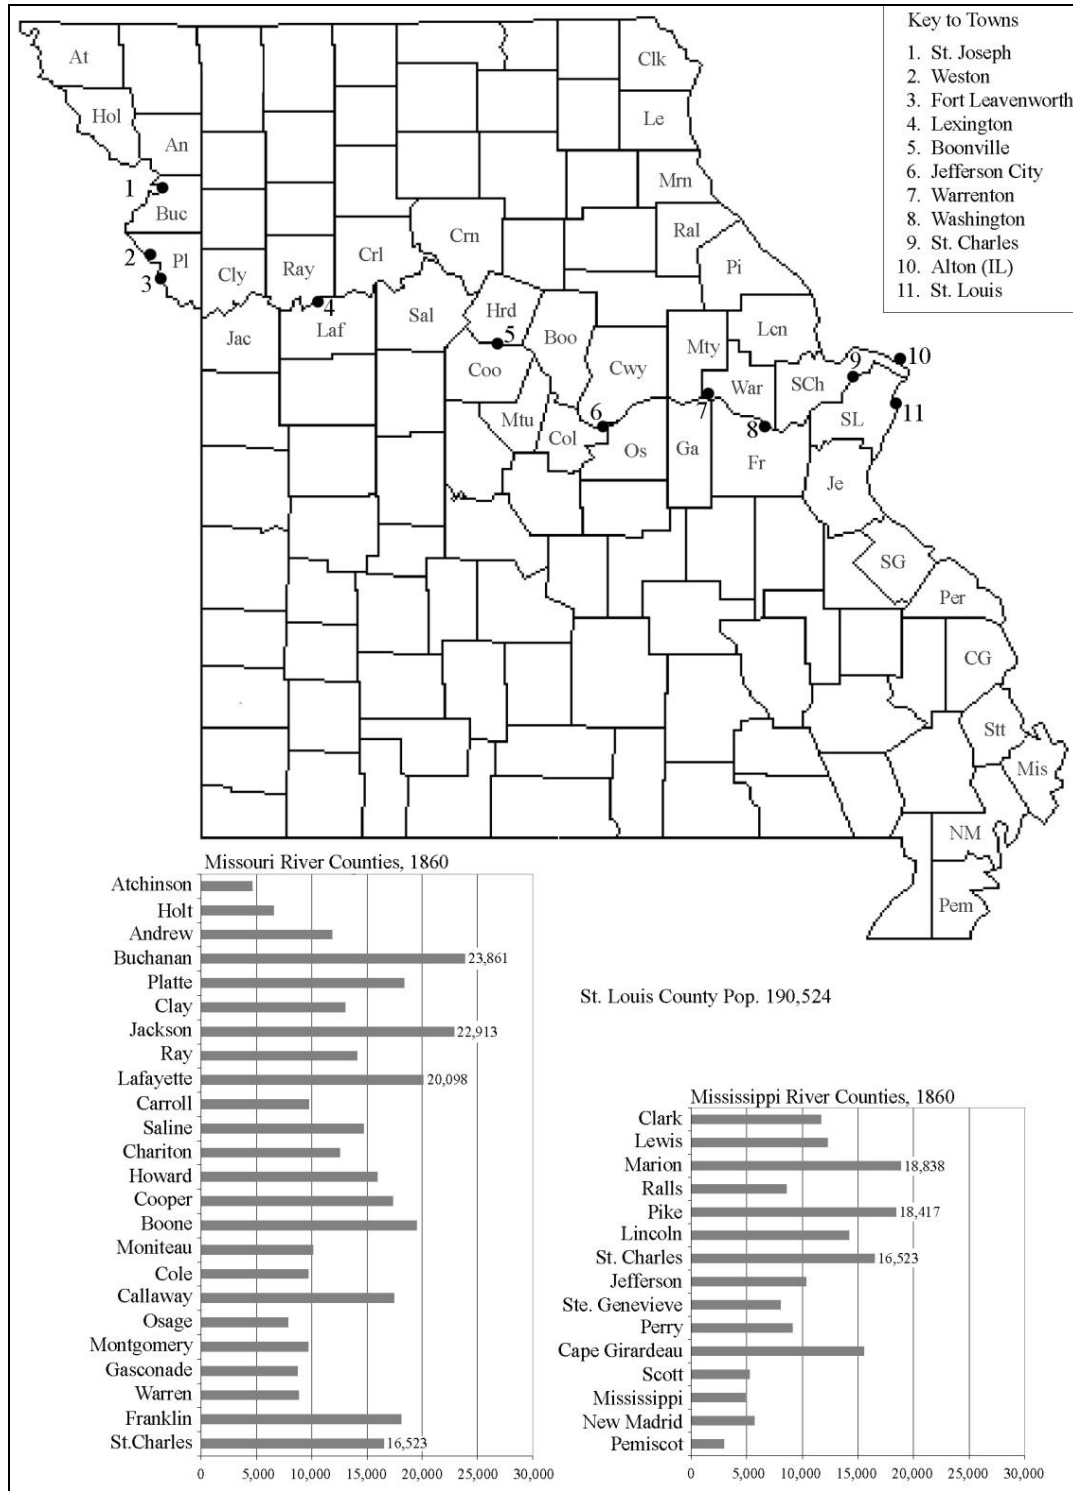 Key to Towns
1. St. Joseph
2. Weston
3. Fort Leavenworth
4. Lexington
5. Boonville
6. Jefferson City
7. Warrenton
8. Washington
9. St. Charles
10. Alton (IL)
11. St. Louis
At
Clk
Hol
Le
An
Mrn
1
Buc
Ral
Crn
2
Pl
Crl
Pi
3
Cly
Ray
4
Hrd
Jac
Laf
Sal
5
Boo
Lcn
Mty
9
10
Coo
Cwy
War
SCh
7
11
Mtu
6
8
SL
Col
Os
Ga
Fr
Je
SG
Per
CG
Stt
Mis
NM
Pem
Missouri River Counties, 1860
Atchinson
Holt
Andrew
Buchanan 23,861
Platte
Clay
Jackson 22,913
Ray
Lafayette 20,098
Carroll
Saline
Chariton
Howard
Cooper
Boone
Moniteau
Cole
Callaway
Osage
Montgomery
Gasconade
Warren
Franklin
St.Charles 16,523
0 5,000 10,000 15,000 20,000 25,000 30,000
St. Louis County Pop. 190,524
Mississippi River Counties, 1860
Clark
Lewis
Marion 18,838
Ralls
Pike 18,417
Lincoln
St. Charles 16,523
Jefferson
Ste. Genevieve
Perry
Cape Girardeau
Scott
Mississippi
New Madrid
Pemiscot
0 5,000 10,000 15,000 20,000 25,000 30,000